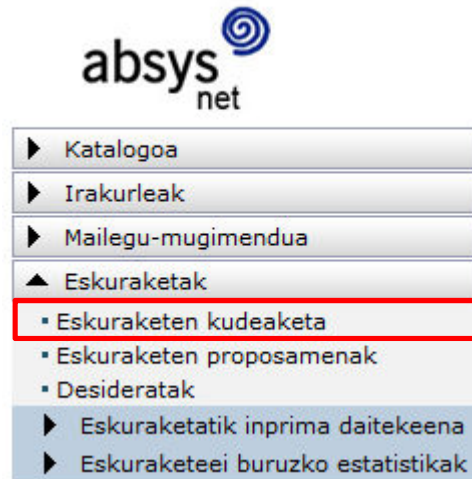 absys
net
Katalogoa
Irakurleak
Mailegu-mugimendua
Eskuraketak
Eskuraketen kudeaketa
Eskuraketen proposamenak
Desideratak
Eskuraketatik inprima daitekeena
Eskuraketeei buruzko estatistikak